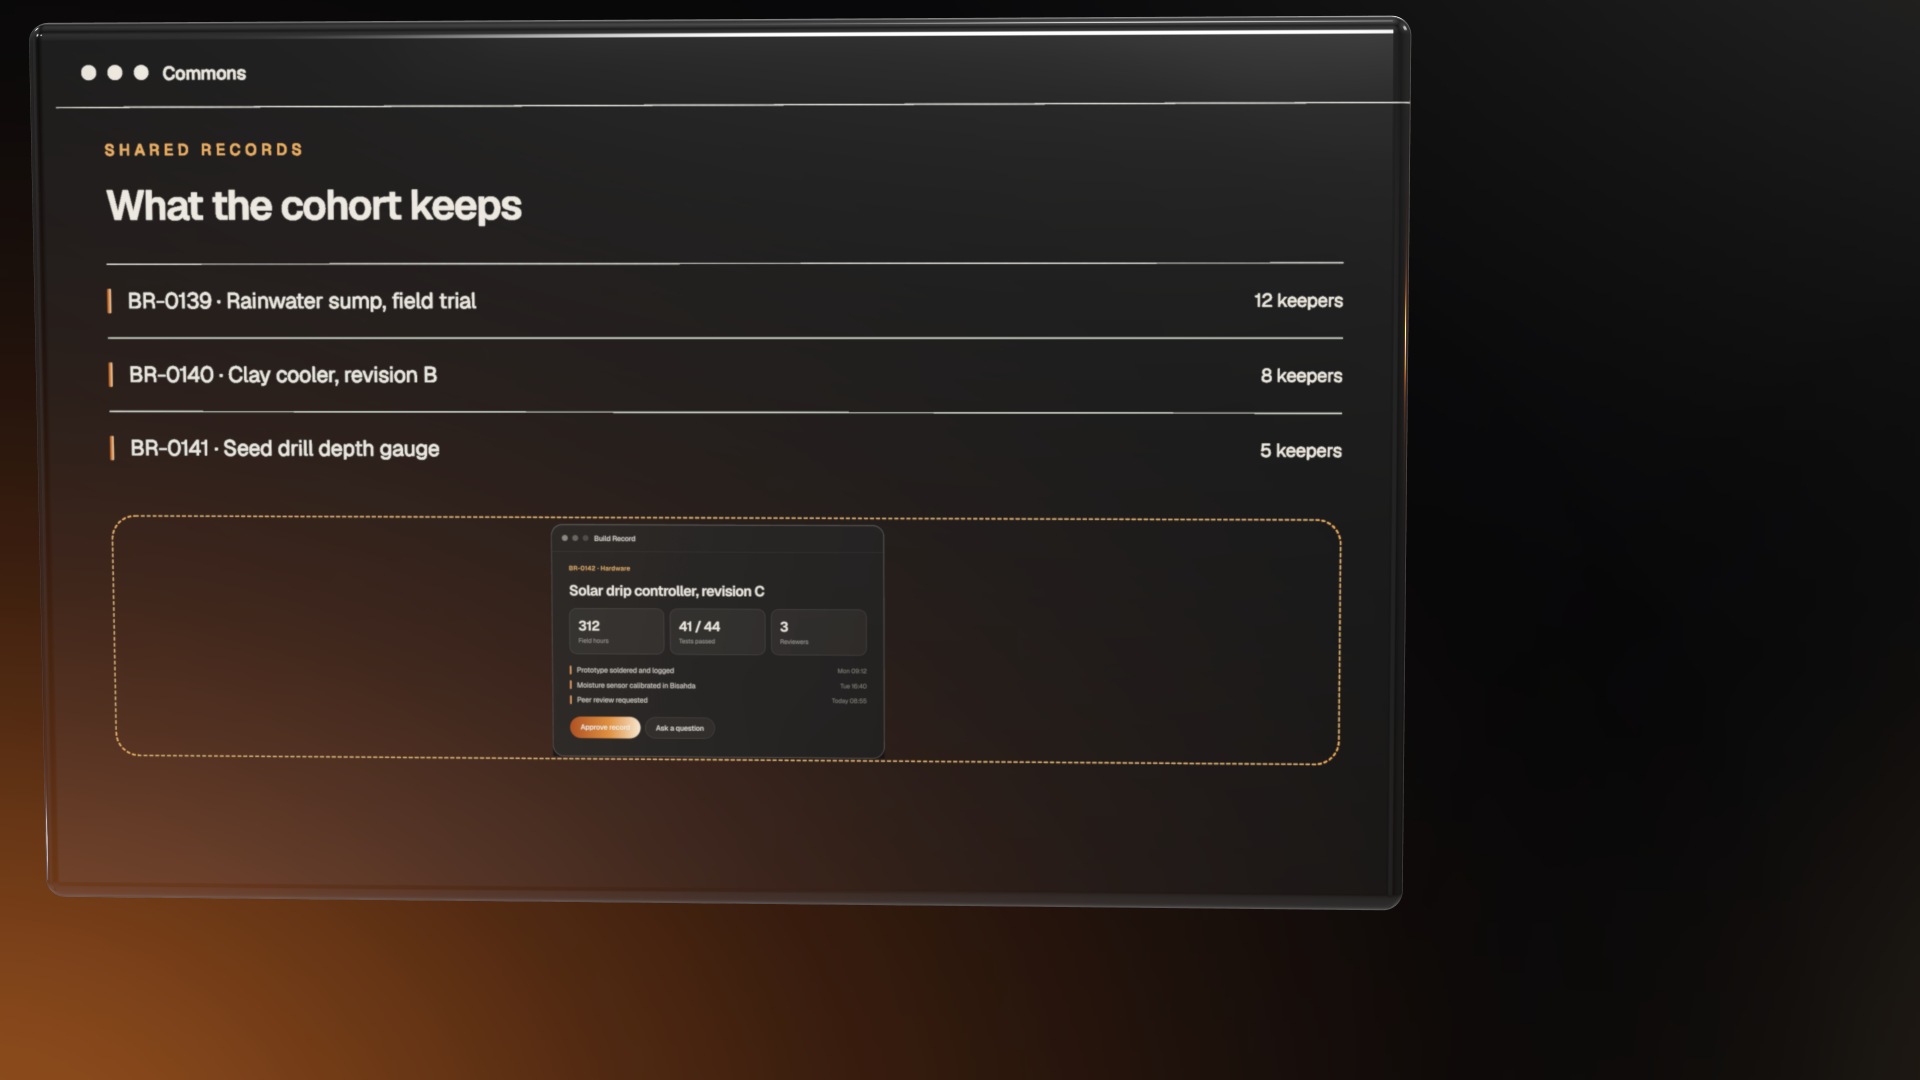 Commons
SHARED RECORDS
What the cohort keeps
BR-0139 · Rainwater sump, field trial
12 keepers
BR-0140 · Clay cooler, revision B
8 keepers
BR-0141 · Seed drill depth gauge
5 keepers
Build Record
BR-0142 · Hardware
Solar drip controller, revision C
312
41 / 44
3
Field hours
Tests passed
Reviewers
Prototype soldered and logged
Mon 09:12
Moisture sensor calibrated in Bisahda
Tue 16:40
Peer review requested
Today 08:55
Approve record
Ask a question